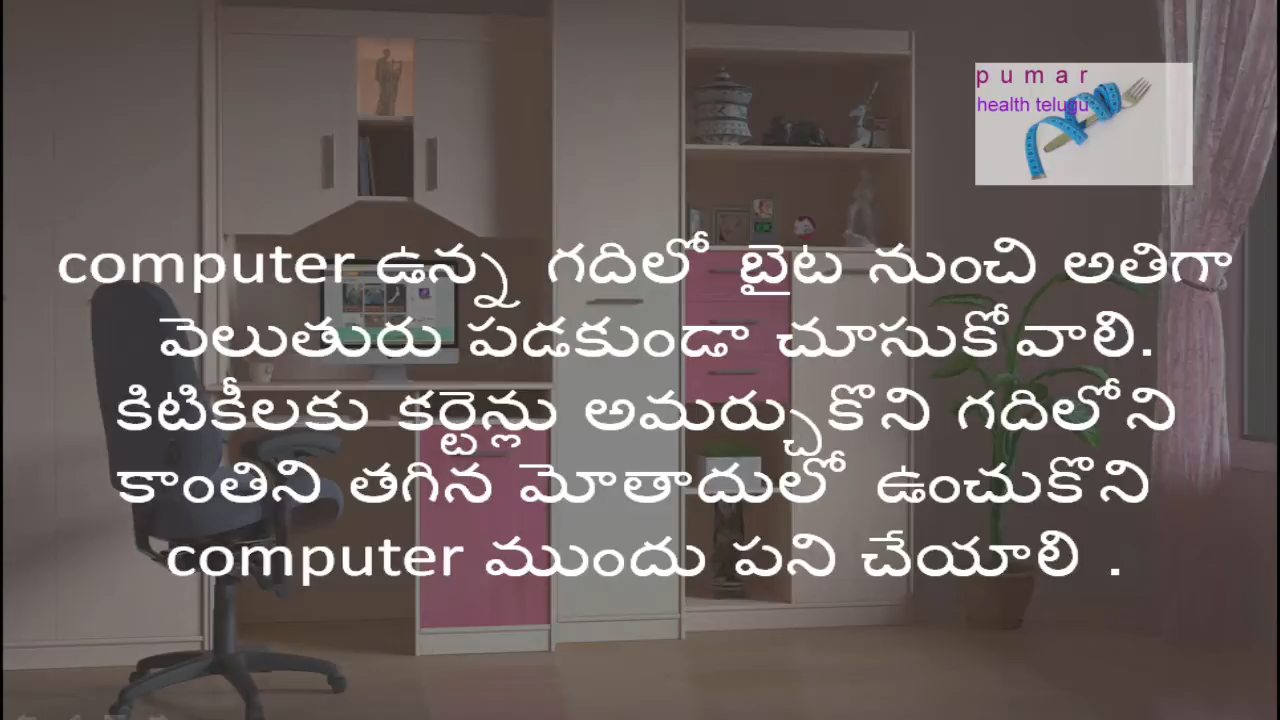 pumar
health telugu
computer ఉన్న గదిలో బైట నుంచి అతిగా
వెలుతురు పడకుండా చూసుకోవాలి.
కిటికీలకు కర్టెన్లు అమర్చుకొని గదిలోని
కాంతిని తగిన మోతాదులో ఉంచుకొని
computer ముందు పని చేయాలి .